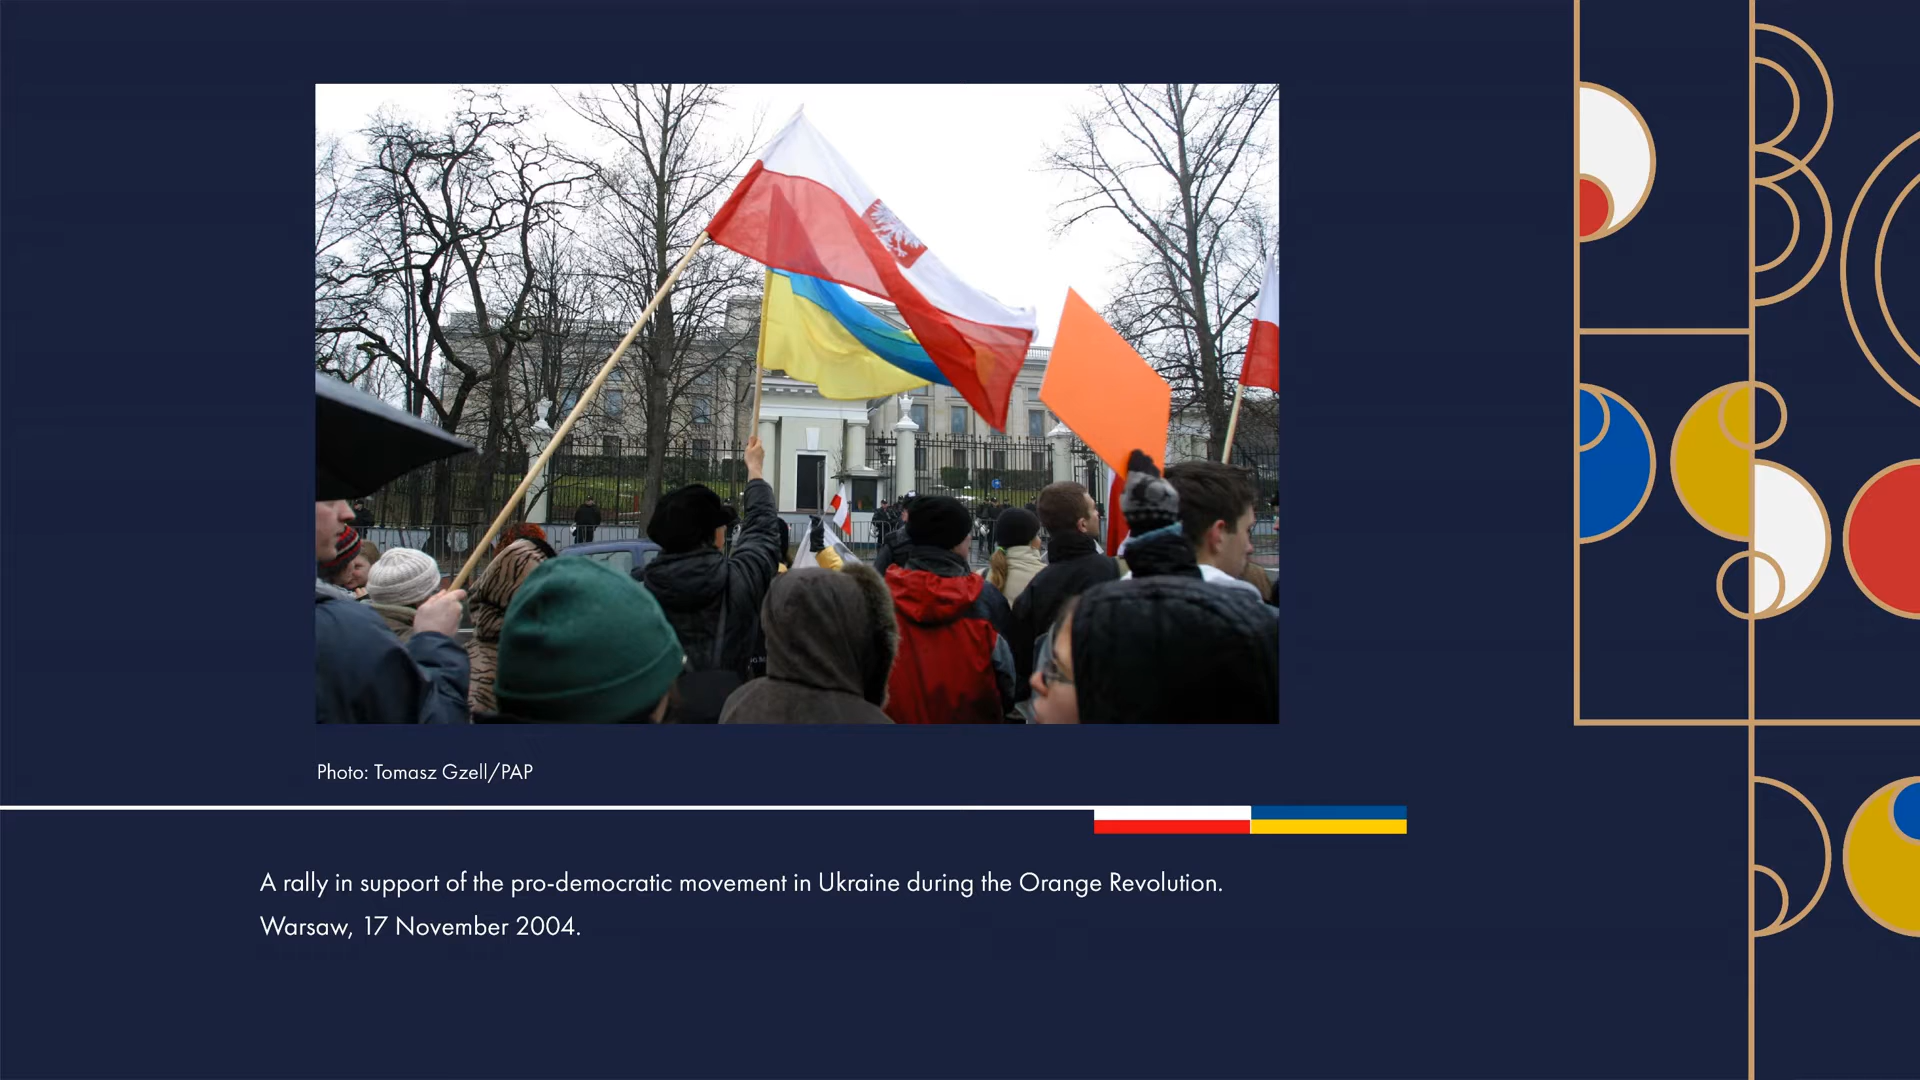 Photo: Tomasz Gzell/PAP
A rally in support of the pro-democratic movement in Ukraine during the Orange Revolution.
Warsaw, 17 November 2004.